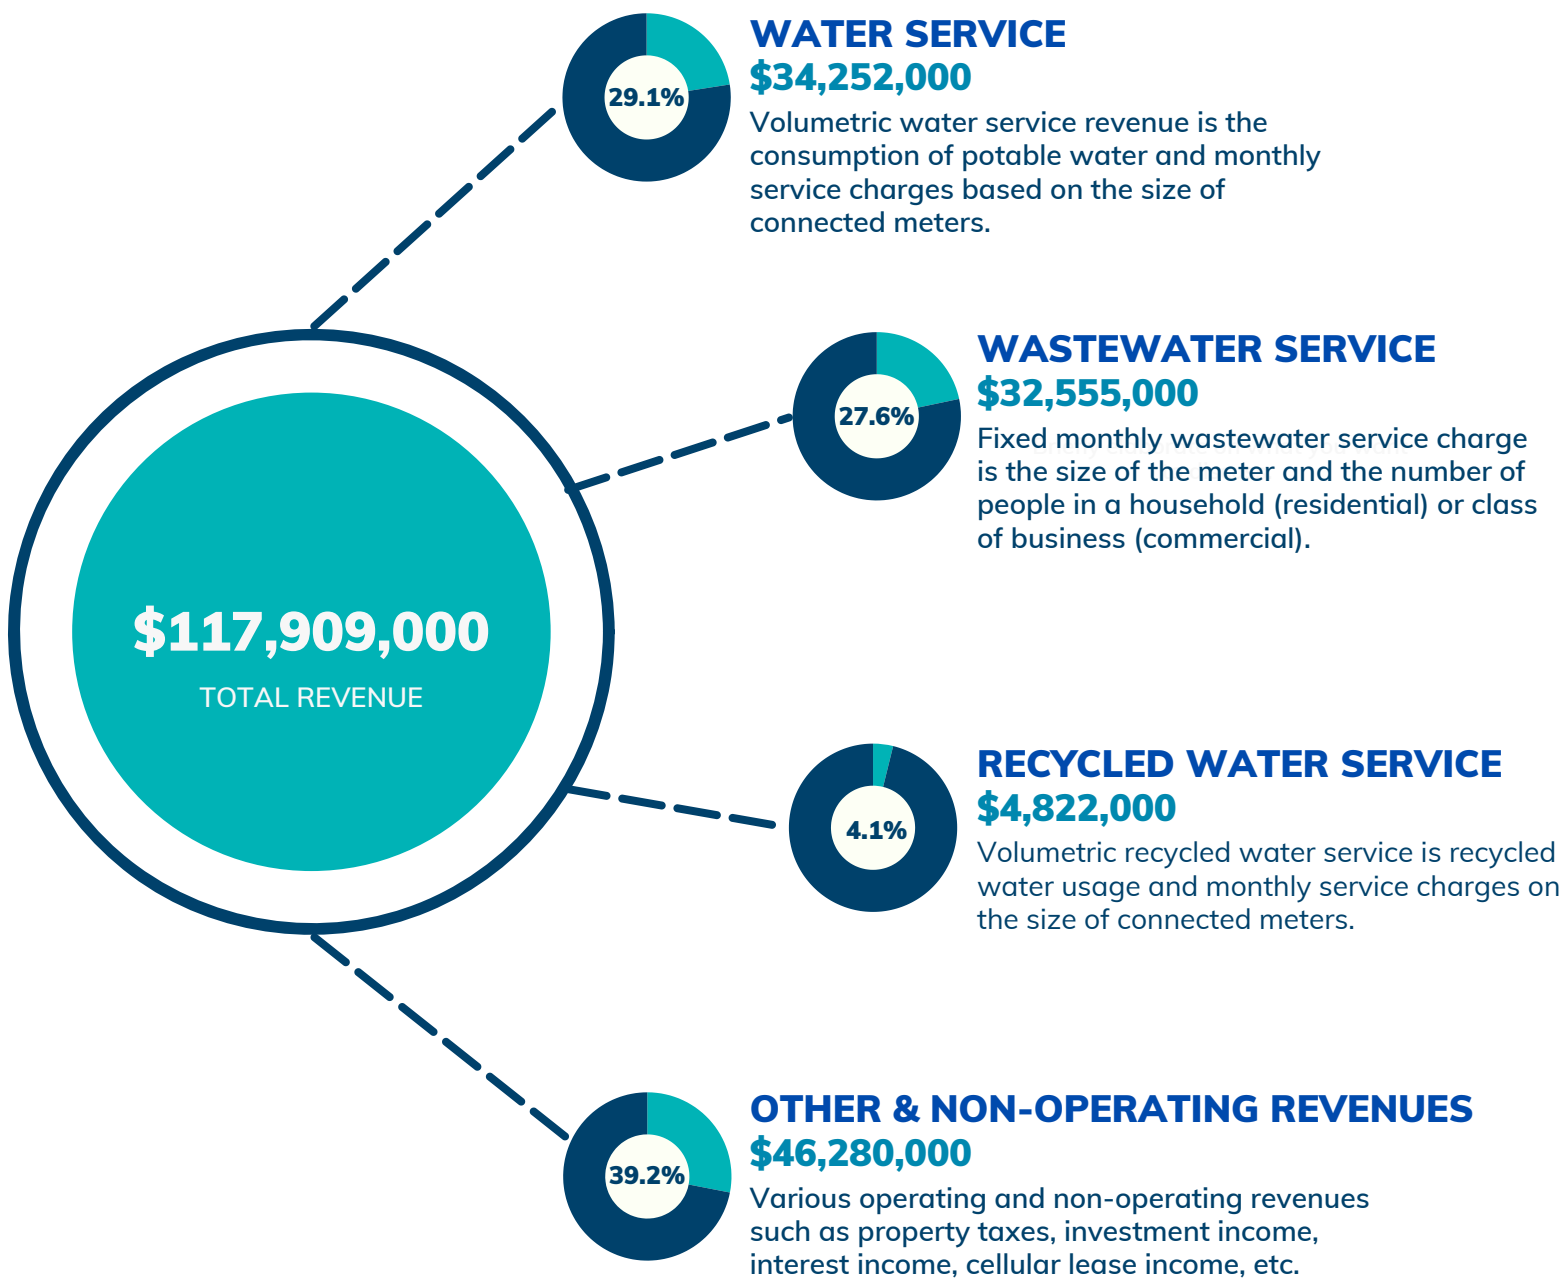 29.1%
WATER SERVICE
$34,252,000
Volumetric water service revenue is the
consumption of potable water and monthly
service charges based on the size of
connected meters.
27.6%
WASTEWATER SERVICE
$32,555,000
Fixed monthly wastewater service charge
is the size of the meter and the number of
people in a household (residential) or class
of business (commercial).
$117,909,000
TOTAL REVENUE
4.1%
RECYCLED WATER SERVICE
$4,822,000
Volumetric recycled water service is recycled
water usage and monthly service charges on
the size of connected meters.
39.2%
OTHER & NON-OPERATING REVENUES
$46,280,000
Various operating and non-operating revenues
such as property taxes, investment income,
interest income, cellular lease income, etc.